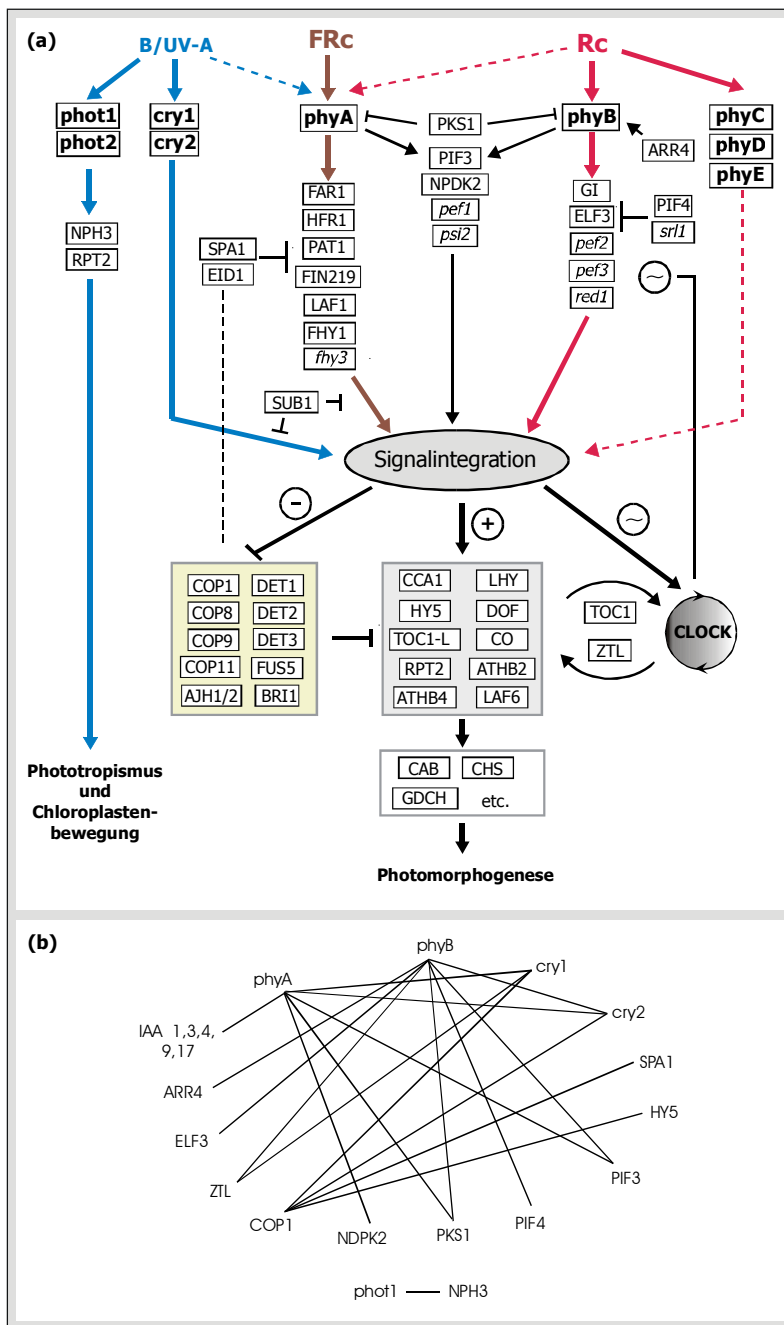 (a)
B/UV-A
FRc
Rc
phot1
phot2
cry1
cry2
phyA
PKS1
phyB
phyC
phyD
phyE
ARR4
PIF3
NPDK2
pef1
psi2
FAR1
HFR1
PAT1
FIN219
LAF1
FHY1
fhy3
GI
ELF3
pef2
pef3
red1
PIF4
srl1
NPH3
RPT2
SPA1
EID1
SUB1
~
Signalintegration
-
+
~
COP1 DET1
COP8 DET2
COP9 DET3
COP11 FUS5
AJH1/2 BRI1
CCA1 LHY
HY5 DOF
TOC1-L CO
RPT2 ATHB2
ATHB4 LAF6
TOC1
ZTL
CLOCK
CAB CHS
GDCH etc.
Phototropismus
und
Chloroplasten-
bewegung
Photomorphogenese
(b)
phyB
cry1
phyA
cry2
IAA 1,3,4,
9,17
SPA1
ARR4
HY5
ELF3
PIF3
ZTL
COP1
NDPK2
PKS1
PIF4
phot1 NPH3